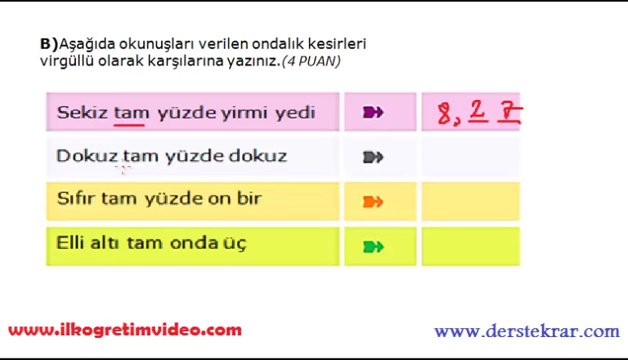 B)Aşağıda okunuşları verilen ondalık kesirleri
virgüllü olarak karşılarına yazınız.(4 PUAN)
Sekiz tam yüzde yirmi yedi 8,27
Dokuz tam yüzde dokuz
Sıfır tam yüzde on bir
Elli altı tam onda üç
www.ilkogretimvideo.com www.derstekrar.com